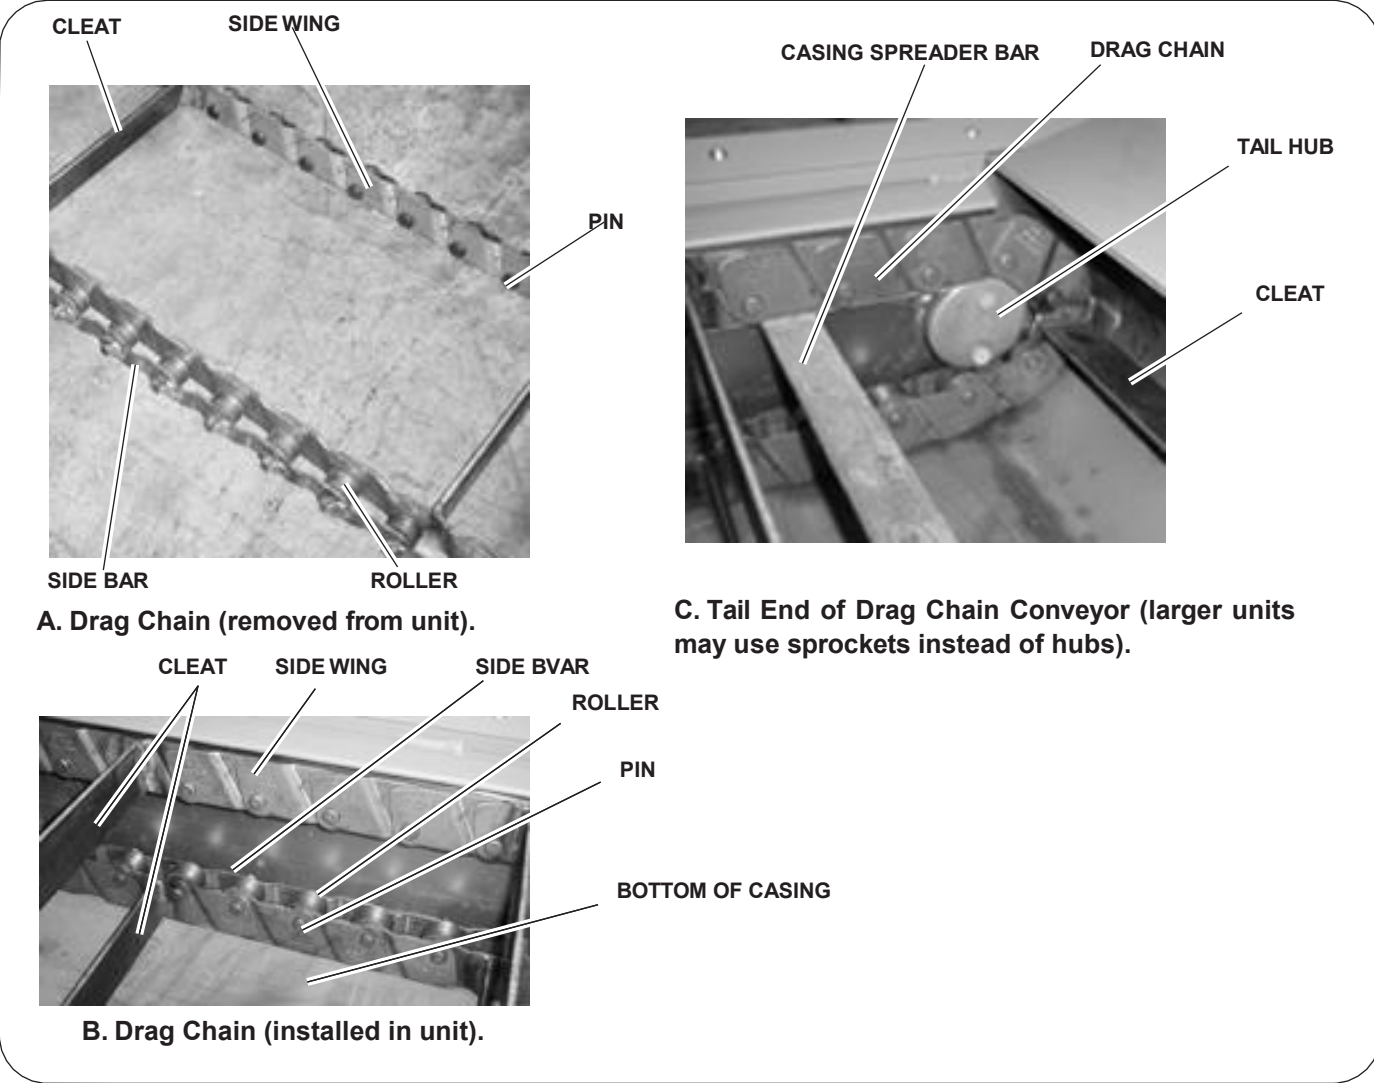 CLEAT
SIDE WING
PIN
SIDE BAR
ROLLER
A. Drag Chain (removed from unit).
CASING SPREADER BAR
DRAG CHAIN
TAIL HUB
CLEAT
C. Tail End of Drag Chain Conveyor (larger units
may use sprockets instead of hubs).
CLEAT
SIDE WING
SIDE BVAR
ROLLER
PIN
BOTTOM OF CASING
B. Drag Chain (installed in unit).